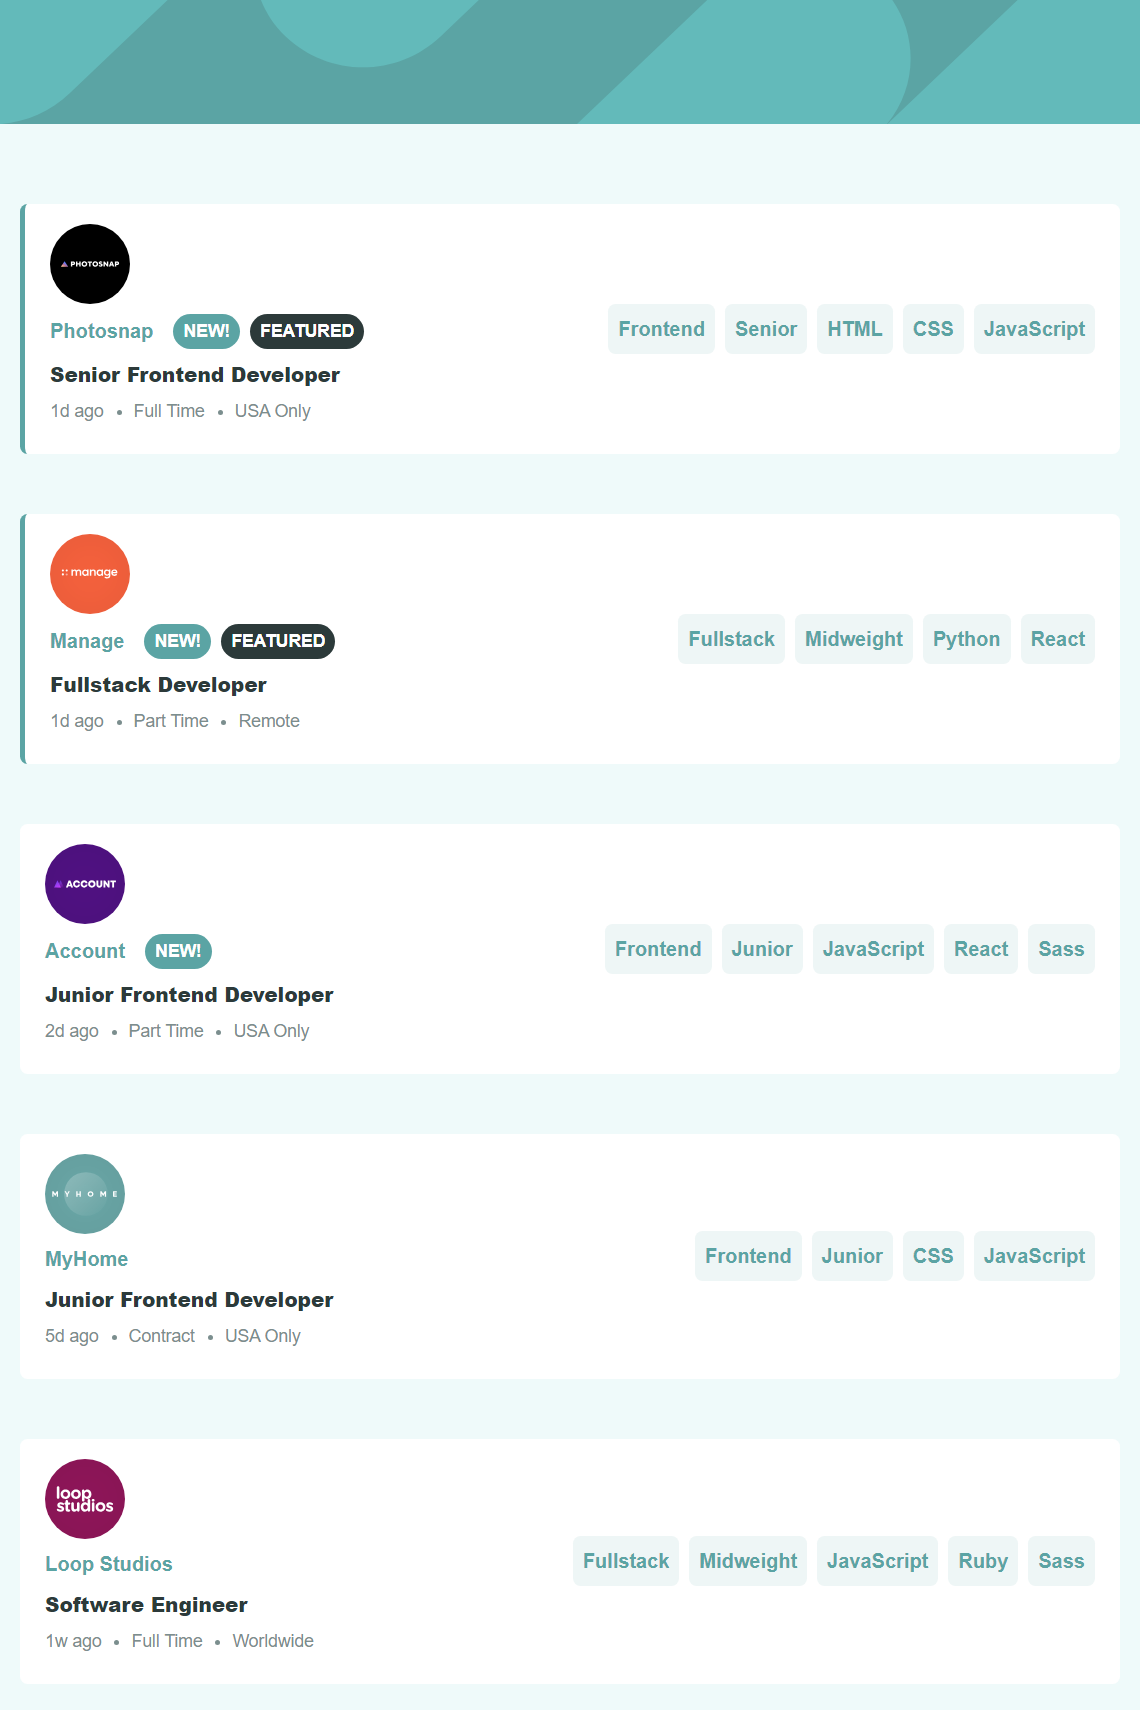 PHOTOSNAP
Photosnap NEW! FEATURED
Senior Frontend Developer
1d ago • Full Time • USA Only
Frontend Senior HTML CSS JavaScript
manage
Manage NEW! FEATURED
Fullstack Developer
1d ago • Part Time • Remote
Fullstack Midweight Python React
ACCOUNT
Account NEW!
Junior Frontend Developer
2d ago • Part Time • USA Only
Frontend Junior JavaScript React Sass
MYHOME
MyHome
Junior Frontend Developer
5d ago • Contract • USA Only
Frontend Junior CSS JavaScript
loop
studios
Loop Studios
Software Engineer
1w ago • Full Time • Worldwide
Fullstack Midweight JavaScript Ruby Sass